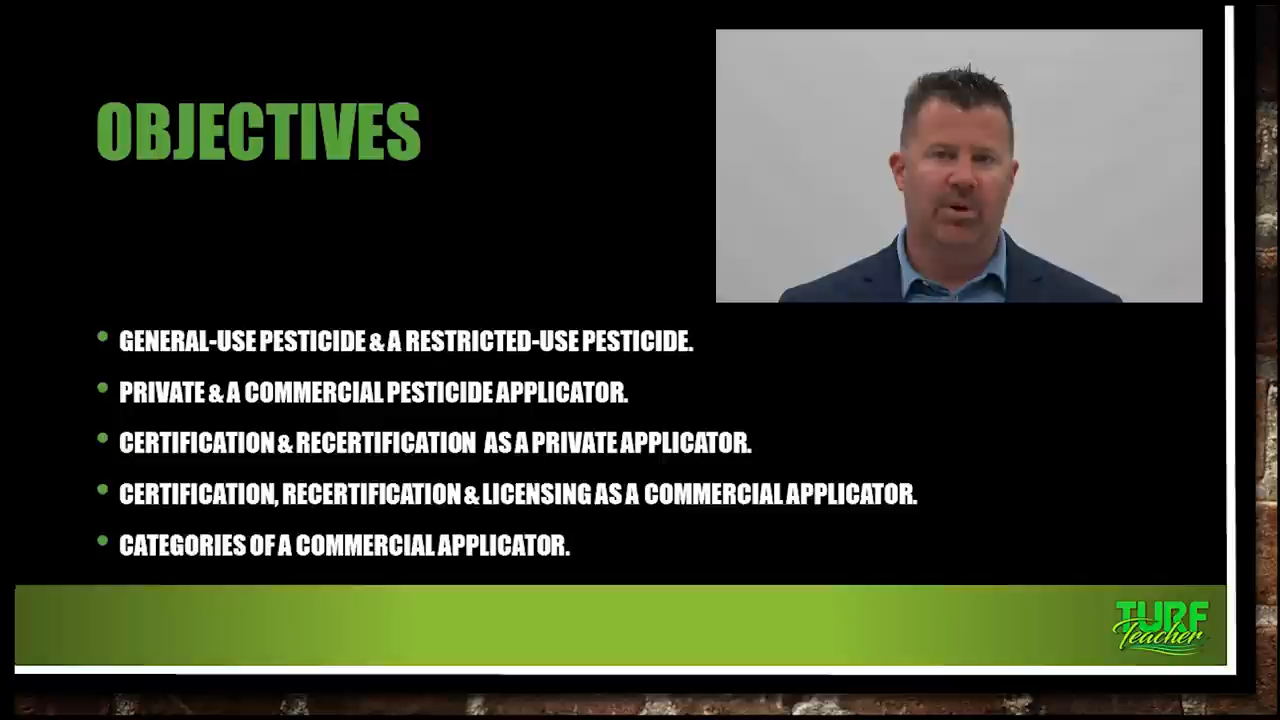 OBJECTIVES
GENERAL-USE PESTICIDE & A RESTRICTED-USE PESTICIDE.
PRIVATE & A COMMERCIAL PESTICIDE APPLICATOR.
CERTIFICATION & RECERTIFICATION AS A PRIVATE APPLICATOR.
CERTIFICATION, RECERTIFICATION & LICENSING AS A COMMERCIAL APPLICATOR.
CATEGORIES OF A COMMERCIAL APPLICATOR.
TURF
Teacher